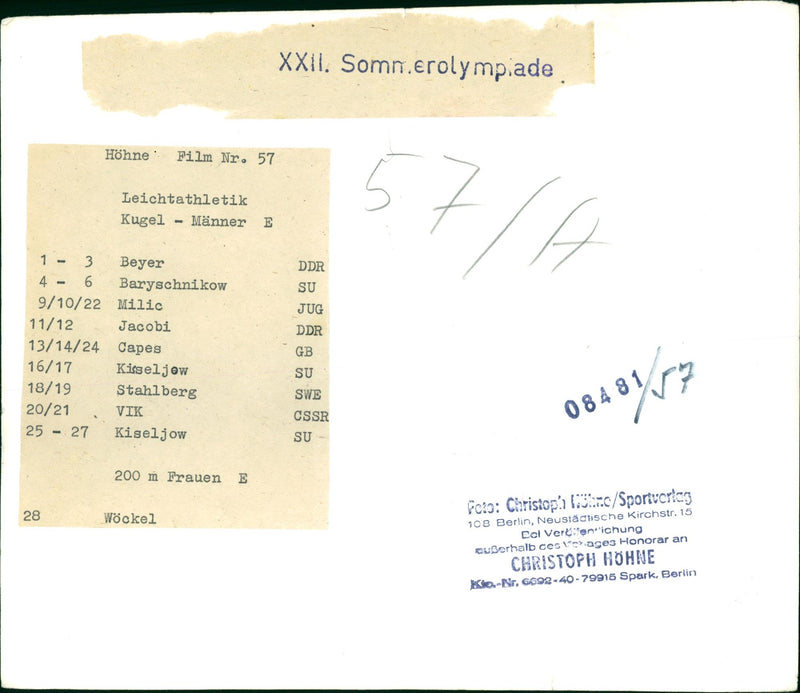 XXII. Sommerolympiade
Höhne Film Nr. 57
Leichtathletik
Kugel - Männer E
1 - 3 Beyer DDR
4 - 6 Baryschnikow SU
9/10/22 Milic JUG
11/12 Jacobi DDR
13/14/24 Capes GB
16/17 Kiseljow SU
18/19 Stahlberg SWE
20/21 VIK CSSR
25 - 27 Kiseljow SU
200 m Frauen E
28 Wöckel
57/A
08481/57
Foto: Christoph Höhne/Sportverlag
108 Berlin, Neustädtische Kirchstr. 15
Bei Veröffentlichung
außerhalb des Verlages Honorar an
CHRISTOPH HÖHNE
Kto.-Nr. 6692-40-79915 Spark. Berlin